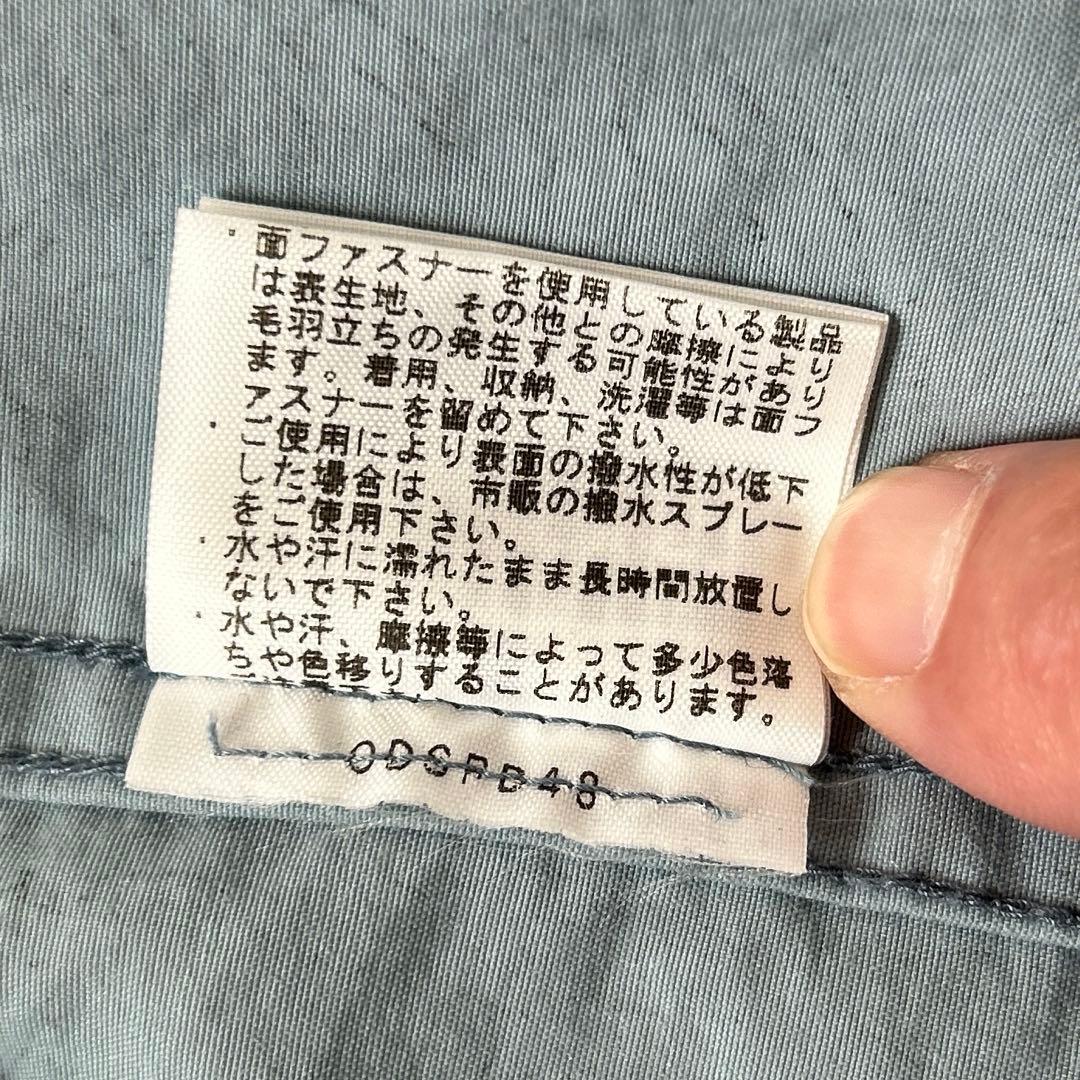 ・面ファスナーを使用している製品
は表生地、その他との摩擦により
毛羽立ちの発生する可能性があり
ます。着用、収納、洗濯等は面フ
ァスナーを留めて下さい。
・ご使用により表面の撥水性が低下
した場合は、市販の撥水スプレー
をご使用下さい。
・水や汗に濡れたまま長時間放置し
ないで下さい。
・水や汗、摩擦等によって多少色落
ちや色移りすることがあります。